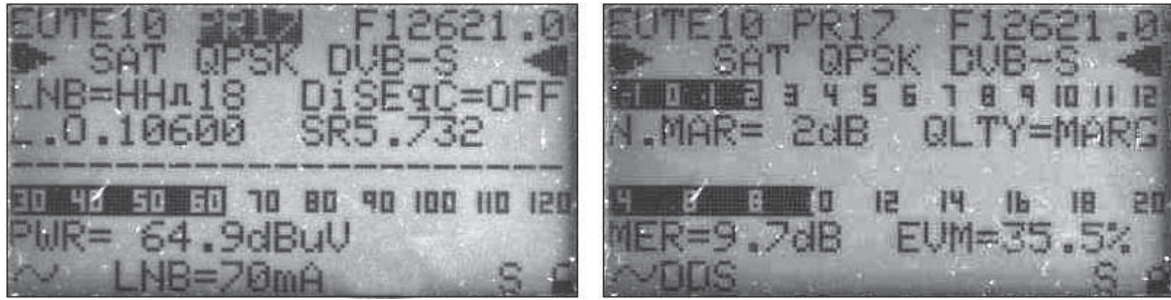 EUTE10 PR17 F12621.0
SAT QPSK DVB-S
LNB=HH⎍18 DiSEqC=OFF
L.O.10600 SR5.732
30 40 50 60 70 80 90 100 110 120
PWR= 64.9dBuV
LNB=70mA S
EUTE10 PR17 F12621.0
SAT QPSK DVB-S
-1 0 1 2 3 4 5 6 7 8 9 10 11 12
N.MAR= 2dB QLTY=MARG
4 6 8 10 12 14 16 18 20
MER=9.7dB EVM=35.5%
S